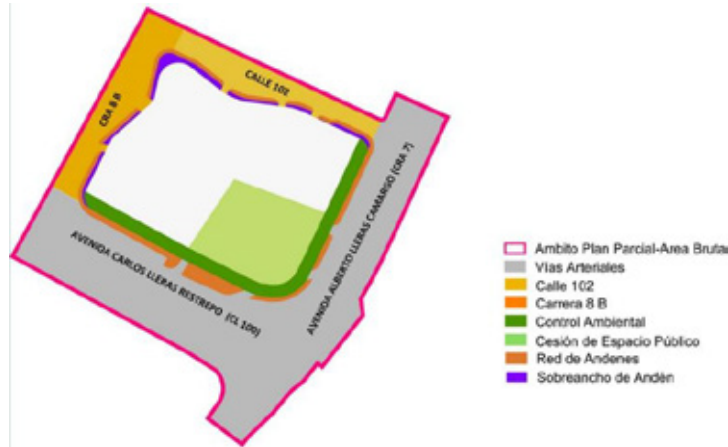 CALLE 102
CRA 8 B
AVENIDA ALBERTO LLERAS CAMARGO (CRA 7)
AVENIDA CARLOS LLERAS RESTREPO (CL 100)
Ambito Plan Parcial-Area Bruta
Vías Arteriales
Calle 102
Carrera 8 B
Control Ambiental
Cesión de Espacio Público
Red de Andenes
Sobreancho de Andén